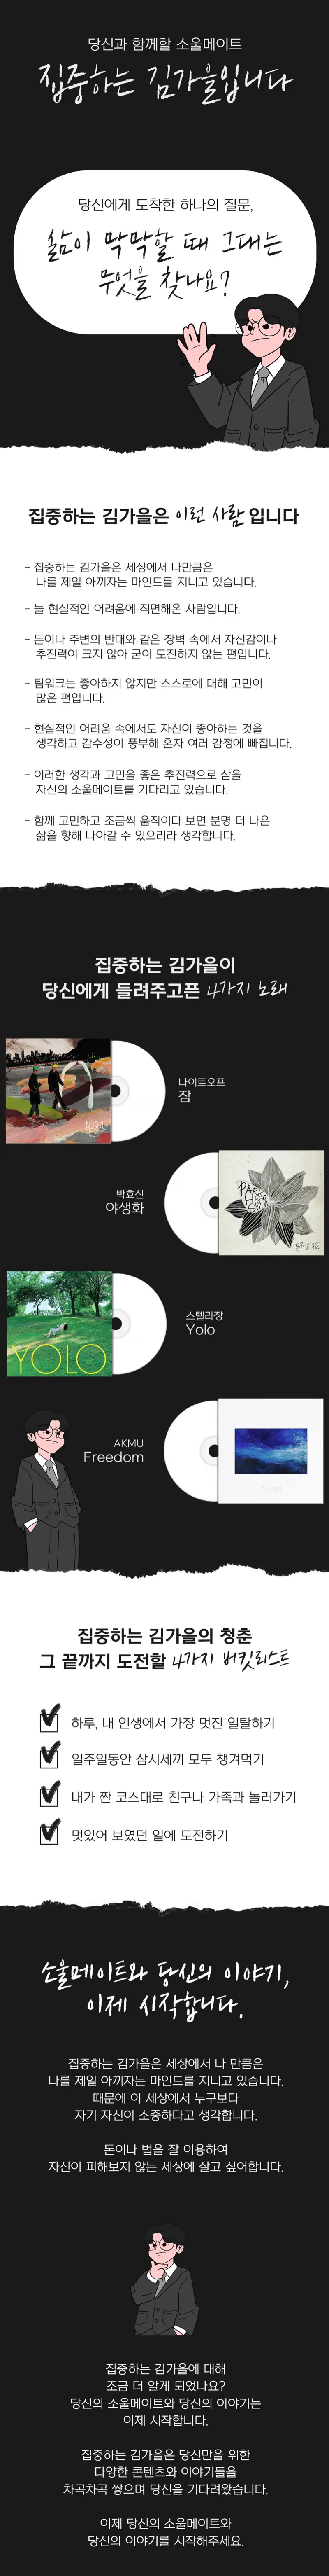 당신과 함께할 소울메이트
집중하는 김가을입니다
당신에게 도착한 하나의 질문,
삶이 막막할 때 그대는
무엇을 찾나요?
집중하는 김가을은 이런 사람 입니다
- 집중하는 김가을은 세상에서 나만큼은
나를 제일 아끼자는 마인드를 지니고 있습니다.
- 늘 현실적인 어려움에 직면해온 사람입니다.
- 돈이나 주변의 반대와 같은 장벽 속에서 자신감이나
추진력이 크지 않아 굳이 도전하지 않는 편입니다.
- 팀워크는 좋아하지 않지만 스스로에 대해 고민이
많은 편입니다.
- 현실적인 어려움 속에서도 자신이 좋아하는 것을
생각하고 감수성이 풍부해 혼자 여러 감정에 빠집니다.
- 이러한 생각과 고민을 좋은 추진력으로 삼을
자신의 소울메이트를 기다리고 있습니다.
- 함께 고민하고 조금씩 움직이다 보면 분명 더 나은
삶을 향해 나아갈 수 있으리라 생각합니다.
집중하는 김가을이
당신에게 들려주고픈 4가지 노래
나이트오프
잠
박효신
야생화
스텔라장
Yolo
YOLO
AKMU
Freedom
집중하는 김가을의 청춘
그 끝까지 도전할 4가지 버킷리스트
하루, 내 인생에서 가장 멋진 일탈하기
일주일동안 삼시세끼 모두 챙겨먹기
내가 짠 코스대로 친구나 가족과 놀러가기
멋있어 보였던 일에 도전하기
소울메이트와 당신의 이야기,
이제 시작합니다.
집중하는 김가을은 세상에서 나 만큼은
나를 제일 아끼자는 마인드를 지니고 있습니다.
때문에 이 세상에서 누구보다
자기 자신이 소중하다고 생각합니다.
돈이나 법을 잘 이용하여
자신이 피해보지 않는 세상에 살고 싶어합니다.
집중하는 김가을에 대해
조금 더 알게 되었나요?
당신의 소울메이트와 당신의 이야기는
이제 시작합니다.
집중하는 김가을은 당신만을 위한
다양한 콘텐츠와 이야기들을
차곡차곡 쌓으며 당신을 기다려왔습니다.
이제 당신의 소울메이트와
당신의 이야기를 시작해주세요.